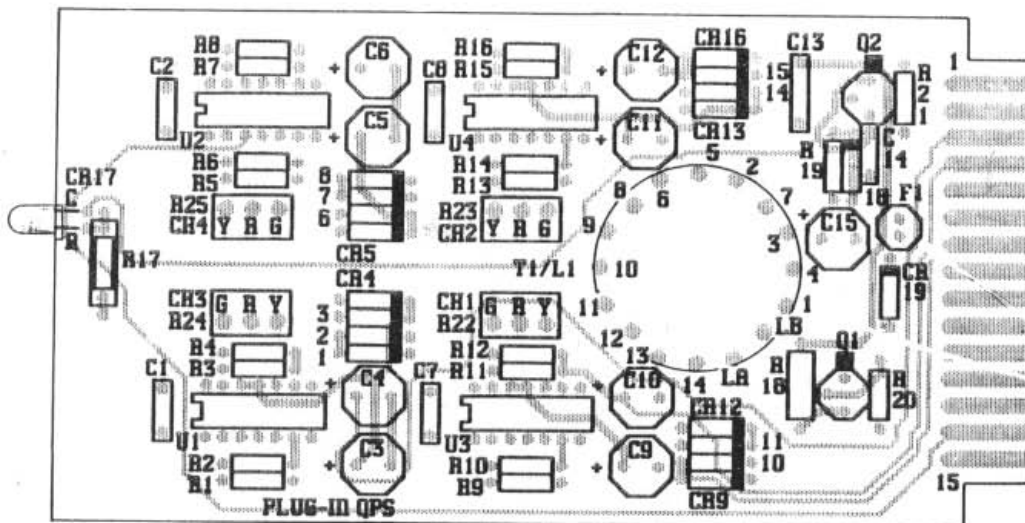 R8
R7
C2
U2
R6
R5
R25
CH4
Y R G
C6
C5
8
7
6
CR5
R16
R15
C8
U4
R14
R13
R23
CH2
Y R G
C12
C11
CR16
CR13
C13
15
14
Q2
R
2
1
1
C
14
R
19
18
F1
C15
CR
19
CR17
C
R
R17
5
2
8
6
7
9
3
T1/L1
10
4
11
1
12
LB
13
LA
14
CH3
R24
G R Y
CR4
3
2
1
CH1
R22
G R Y
R4
R3
C1
U1
R2
R1
C4
C3
R12
R11
C7
U3
R10
R9
C10
C9
CR12
11
10
CR9
Q1
R
18
R
20
15
PLUG-IN QPS